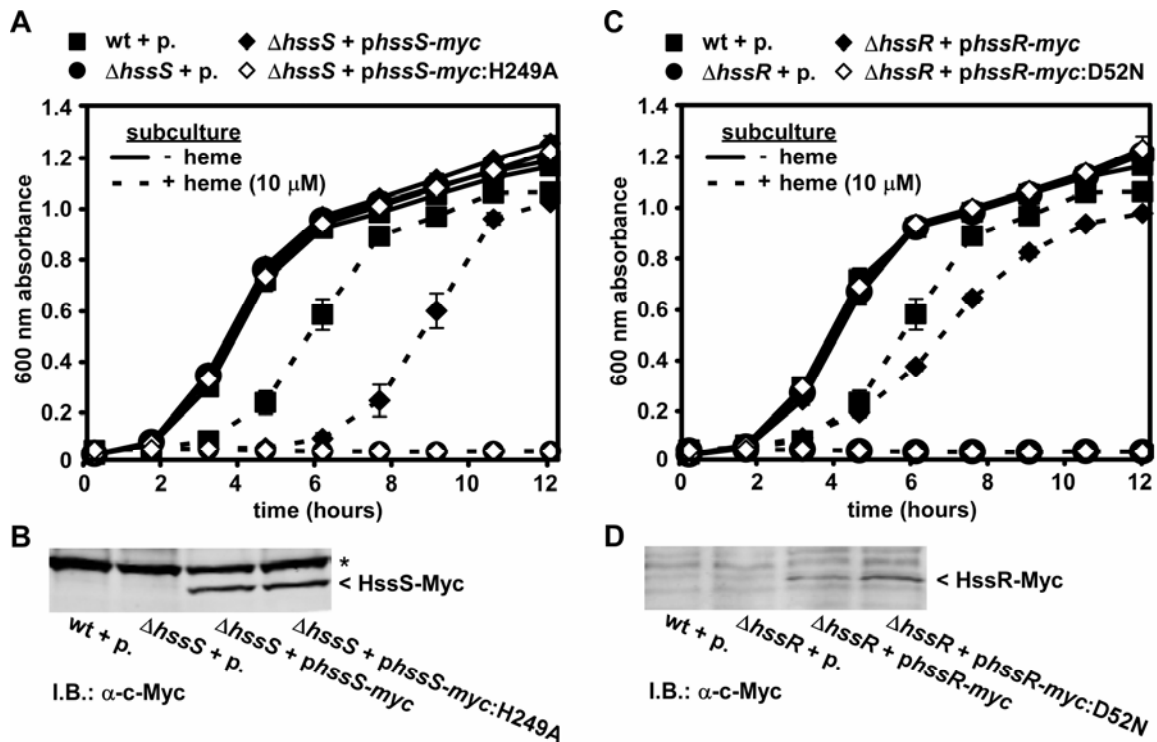 A
wt + p.
ΔhssS + phssS-myc
ΔhssS + p.
ΔhssS + phssS-myc:H249A
1.4
1.2
1.0
0.8
0.6
0.4
0.2
0
600 nm absorbance
subculture
- heme
+ heme (10 μM)
0 2 4 6 8 10 12
time (hours)
B
*
< HssS-Myc
wt + p.
ΔhssS + p.
ΔhssS + phssS-myc
ΔhssS + phssS-myc:H249A
I.B.: α-c-Myc
C
wt + p.
ΔhssR + phssR-myc
ΔhssR + p.
ΔhssR + phssR-myc:D52N
1.4
1.2
1.0
0.8
0.6
0.4
0.2
0
600 nm absorbance
subculture
- heme
+ heme (10 μM)
0 2 4 6 8 10 12
time (hours)
D
< HssR-Myc
wt + p.
ΔhssR + p.
ΔhssR + phssR-myc
ΔhssR + phssR-myc:D52N
I.B.: α-c-Myc